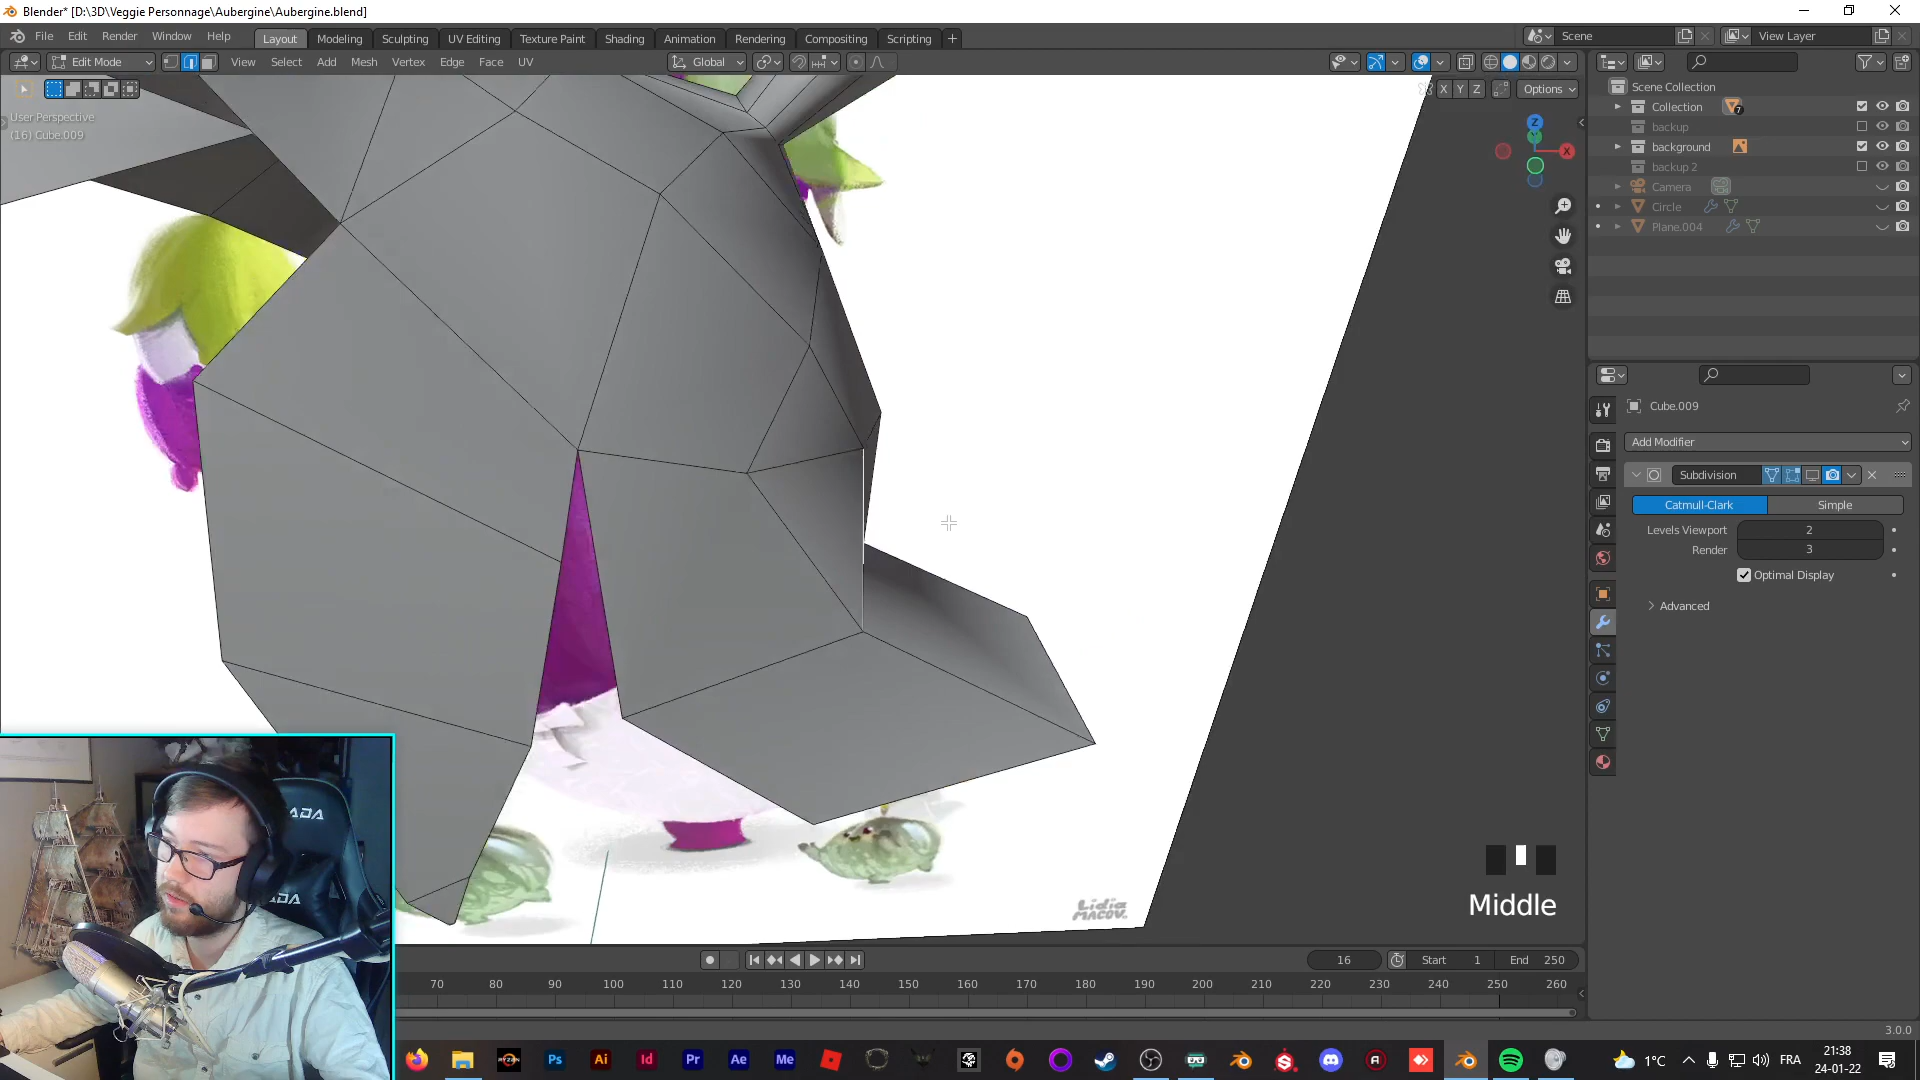 Blender* [D:\3D\Veggie Personnage\Aubergine\Aubergine.blend]
File Edit Render Window Help Layout Modeling Sculpting UV Editing Texture Paint Shading Animation Rendering Compositing Scripting Scene View Layer
Edit Mode View Select Add Mesh Vertex Edge Face UV Global
X Y Z Options
User Perspective
(16) Cube.009
Scene Collection
Collection 7
backup
background
backup 2
Camera
Circle
Plane.004
Z
X
Cube.009
Add Modifier
Subdivision
Catmull-Clark Simple
Levels Viewport 2
Render 3
Optimal Display
Advanced
Middle
Lidia
MACOV.
16 Start 1 End 250
70 80 90 100 110 120 130 140 150 160 170 180 190 200 210 220 230 240 250 260
3.0.0
RYZEN Ps Ai Id Pr Ae Me
1°C FRA 21:38
24-01-22